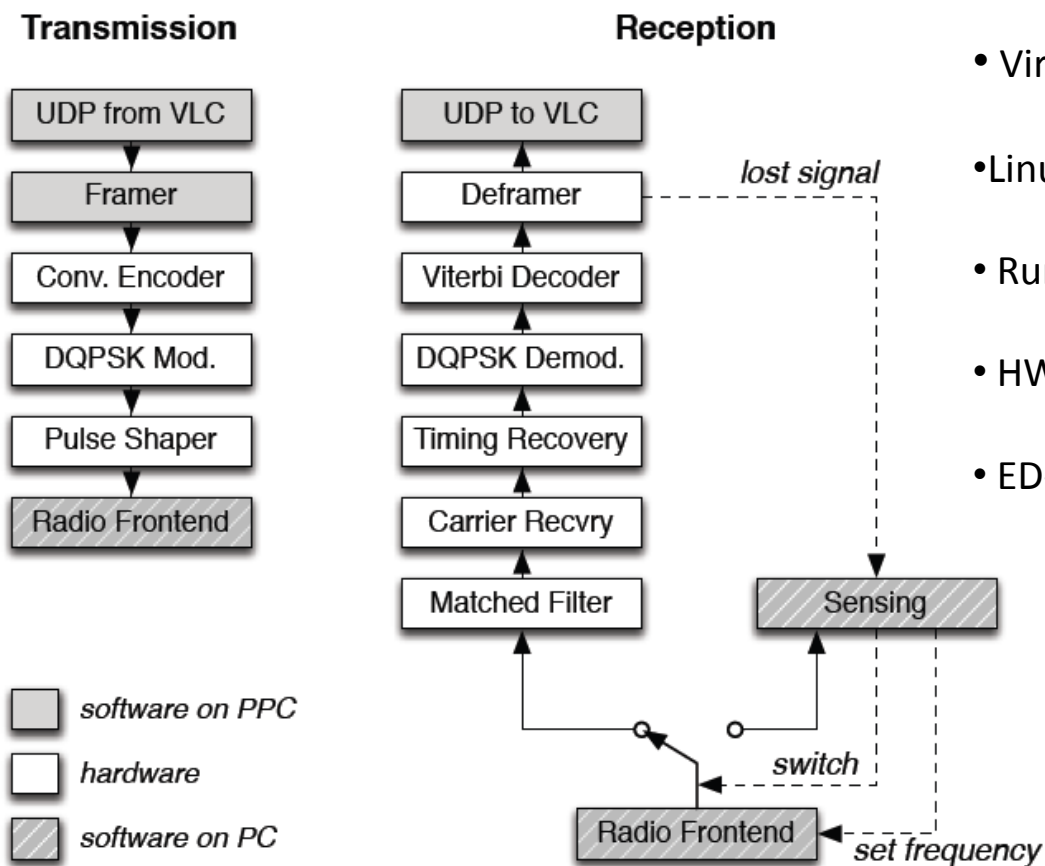 Transmission
UDP from VLC
Framer
Conv. Encoder
DQPSK Mod.
Pulse Shaper
Radio Frontend
Reception
UDP to VLC
Deframer
Viterbi Decoder
DQPSK Demod.
Timing Recovery
Carrier Recvry
Matched Filter
lost signal
Sensing
switch
Radio Frontend
set frequency
software on PPC
hardware
software on PC
• HW